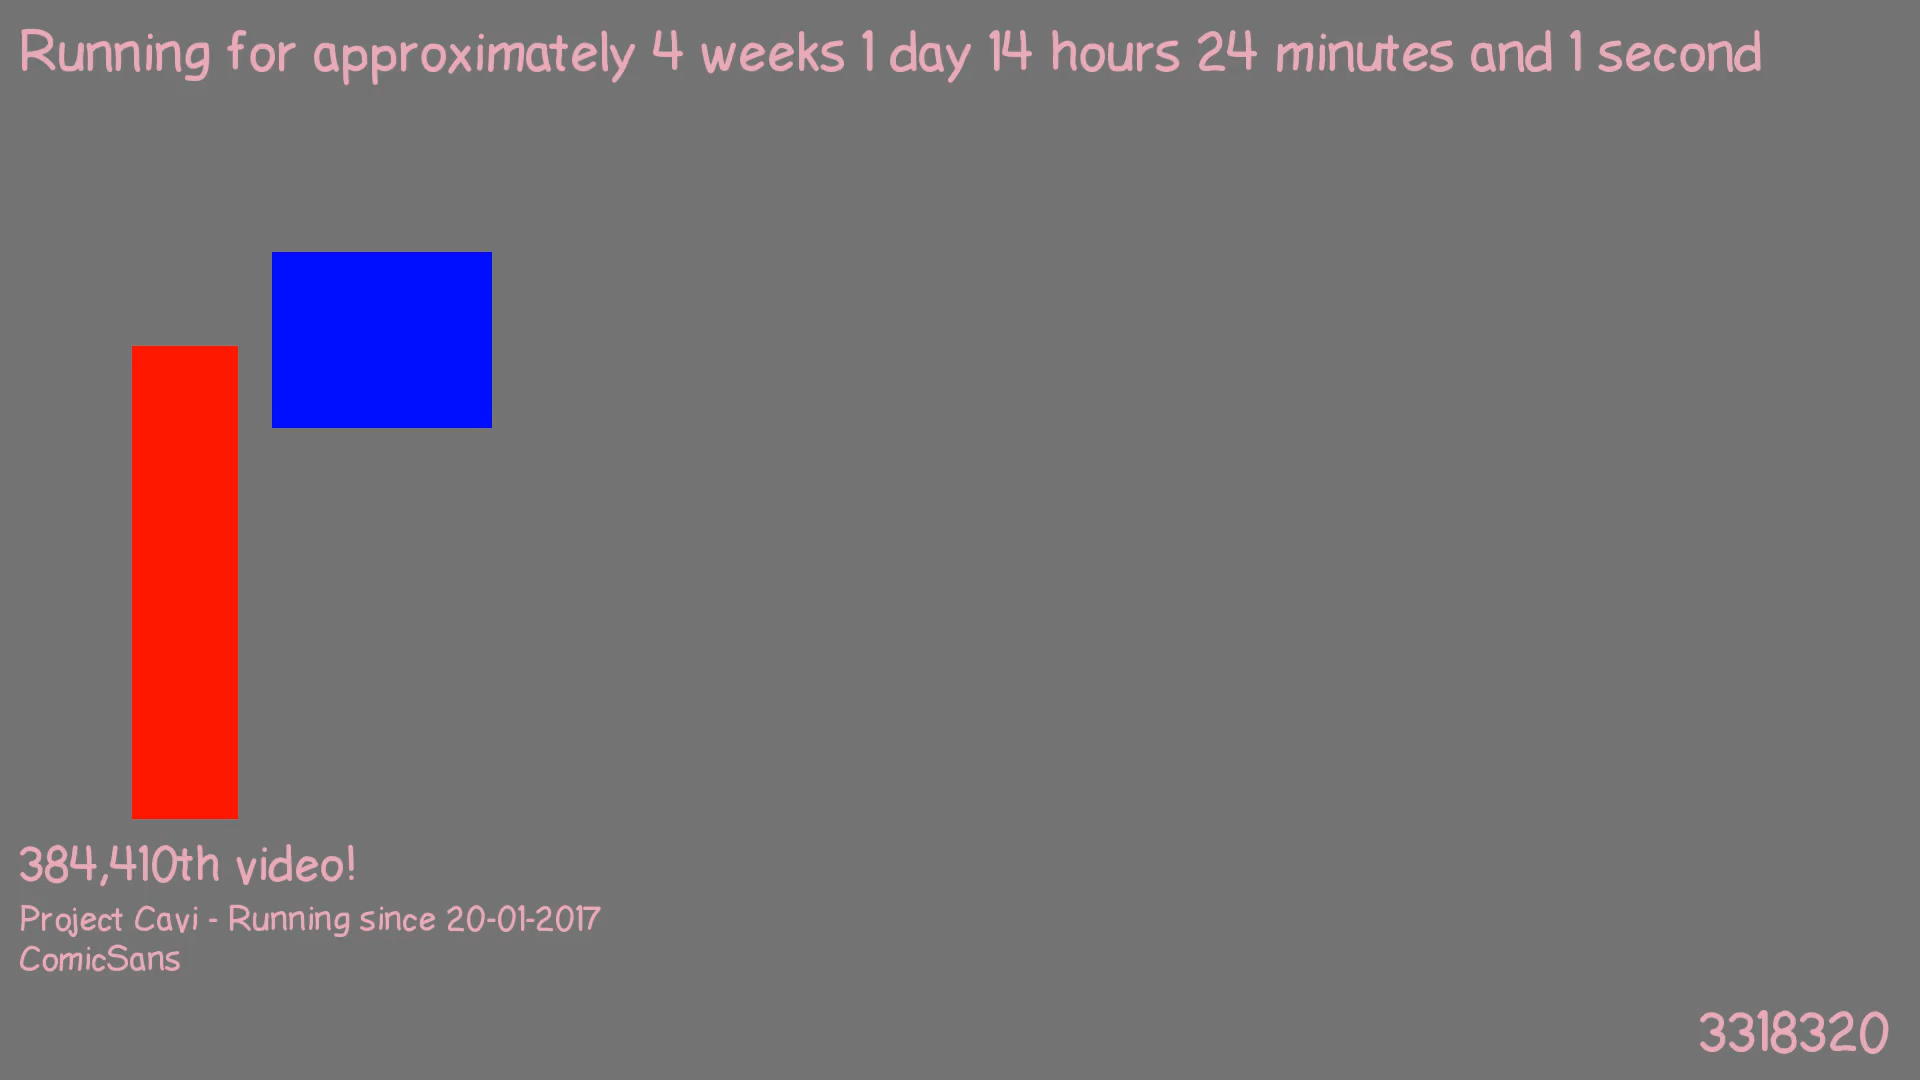 Running for approximately 4 weeks 1 day 14 hours 24 minutes and 1 second
384,410th video!
Project Cavi - Running since 20-01-2017
ComicSans
3318320